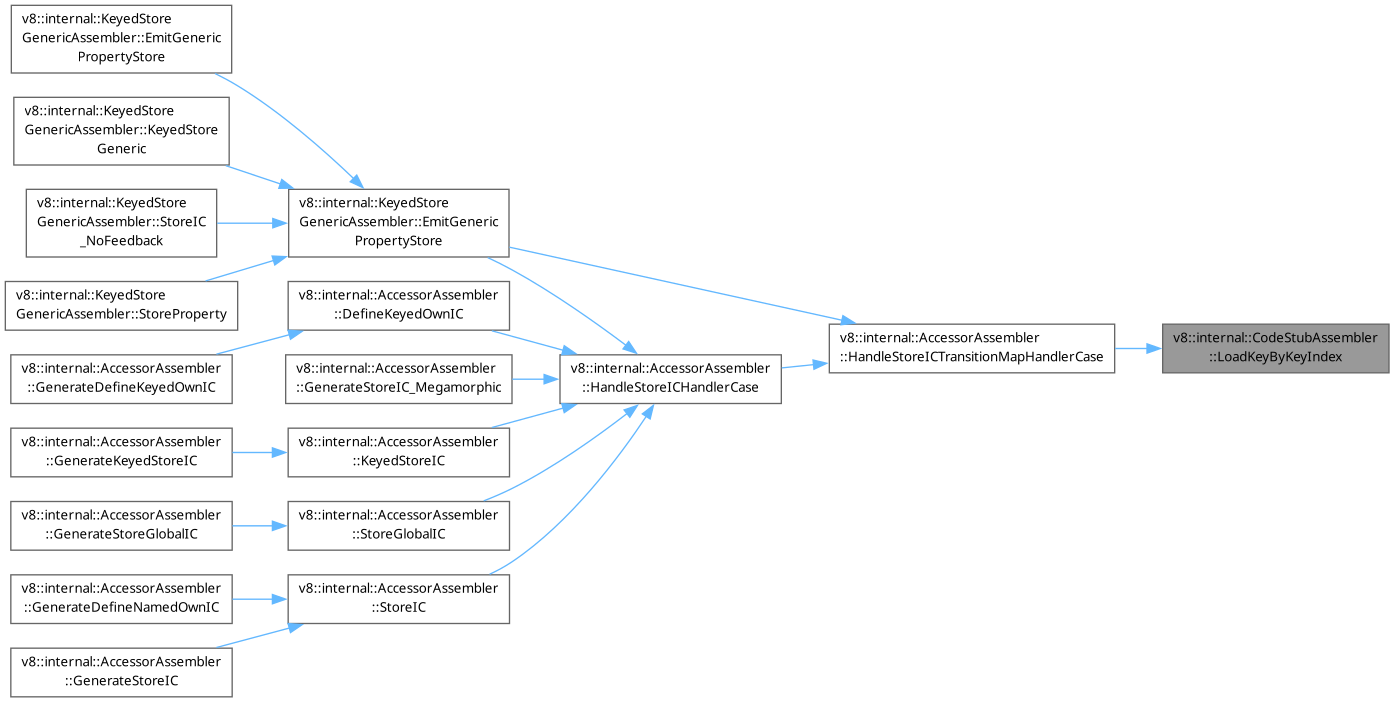 v8::internal::KeyedStore
GenericAssembler::EmitGeneric
PropertyStore
v8::internal::KeyedStore
GenericAssembler::KeyedStore
Generic
v8::internal::KeyedStore
GenericAssembler::StoreIC
_NoFeedback
v8::internal::KeyedStore
GenericAssembler::StoreProperty
v8::internal::AccessorAssembler
::GenerateDefineKeyedOwnIC
v8::internal::AccessorAssembler
::GenerateKeyedStoreIC
v8::internal::AccessorAssembler
::GenerateStoreGlobalIC
v8::internal::AccessorAssembler
::GenerateDefineNamedOwnIC
v8::internal::AccessorAssembler
::GenerateStoreIC
v8::internal::KeyedStore
GenericAssembler::EmitGeneric
PropertyStore
v8::internal::AccessorAssembler
::DefineKeyedOwnIC
v8::internal::AccessorAssembler
::GenerateStoreIC_Megamorphic
v8::internal::AccessorAssembler
::KeyedStoreIC
v8::internal::AccessorAssembler
::StoreGlobalIC
v8::internal::AccessorAssembler
::StoreIC
v8::internal::AccessorAssembler
::HandleStoreICHandlerCase
v8::internal::AccessorAssembler
::HandleStoreICTransitionMapHandlerCase
v8::internal::CodeStubAssembler
::LoadKeyByKeyIndex